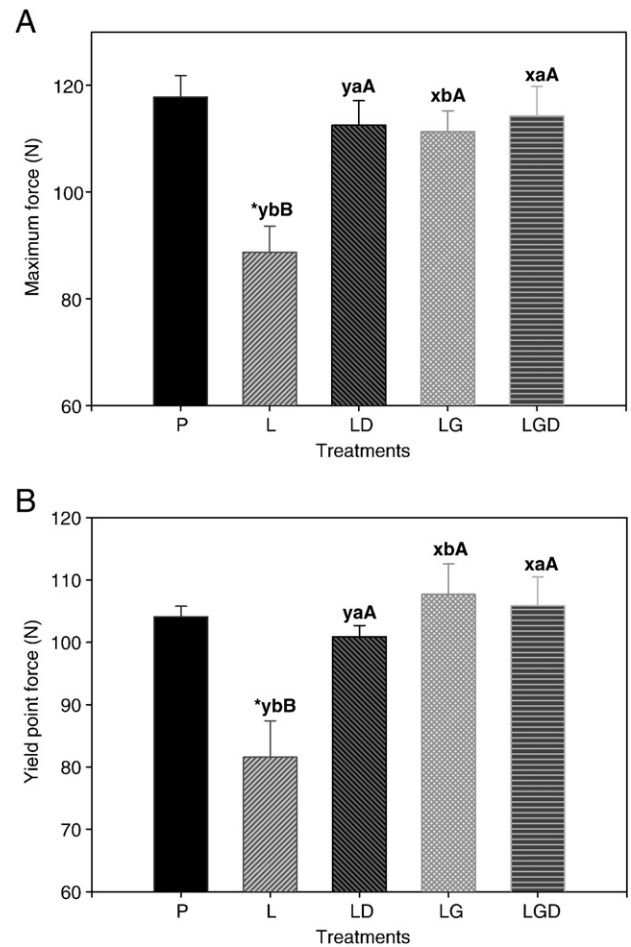 A
Maximum force (N)
120
100
80
60
*ybB
yaA
xbA
xaA
P L LD LG LGD
Treatments
B
Yield point force (N)
120
110
100
90
80
70
60
*ybB
yaA
xbA
xaA
P L LD LG LGD
Treatments